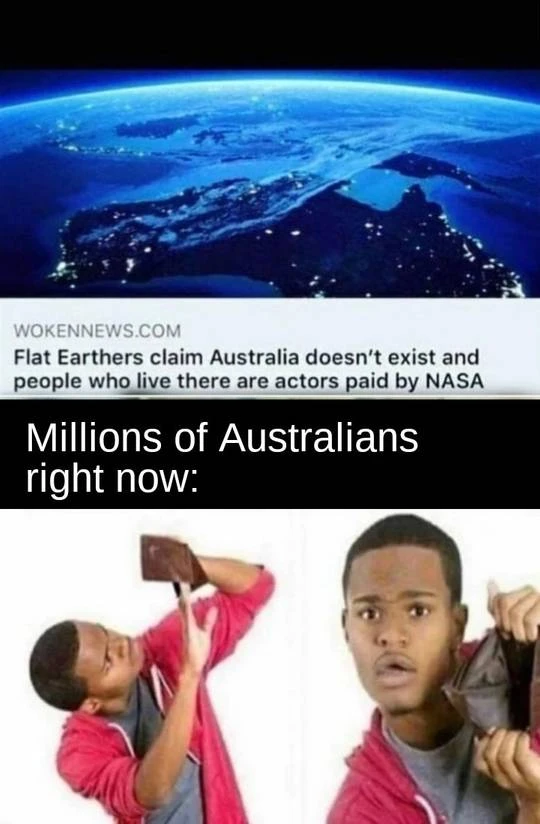 WOKENNEWS.COM
Flat Earthers claim Australia doesn't exist and
people who live there are actors paid by NASA
Millions of Australians
right now: